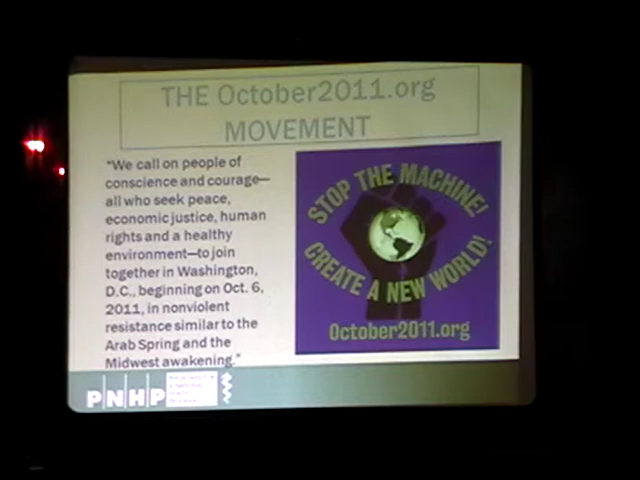 THE October2011.org
MOVEMENT
"We call on people of
conscience and courage—
all who seek peace,
economic justice, human
rights and a healthy
environment—to join
together in Washington,
D.C., beginning on Oct. 6,
2011, in nonviolent
resistance similar to the
Arab Spring and the
Midwest awakening."
STOP THE MACHINE!
CREATE A NEW WORLD!
October2011.org
PNHP